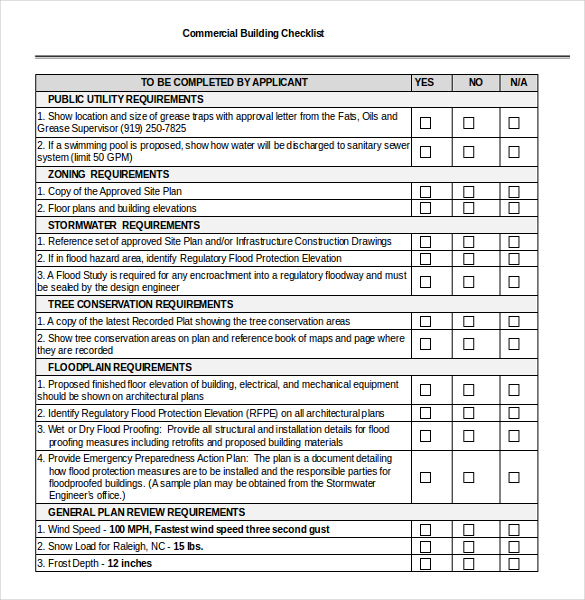 Commercial Building Checklist
TO BE COMPLETED BY APPLICANT YES NO N/A
PUBLIC UTILITY REQUIREMENTS
1. Show location and size of grease traps with approval letter from the Fats, Oils and
Grease Supervisor (919) 250-7825
2. If a swimming pool is proposed, show how water will be discharged to sanitary sewer
system (limit 50 GPM)
ZONING REQUIREMENTS
1. Copy of the Approved Site Plan
2. Floor plans and building elevations
STORMWATER REQUIREMENTS
1. Reference set of approved Site Plan and/or Infrastructure Construction Drawings
2. If in flood hazard area, identify Regulatory Flood Protection Elevation
3. A Flood Study is required for any encroachment into a regulatory floodway and must
be sealed by the design engineer
TREE CONSERVATION REQUIREMENTS
1. A copy of the latest Recorded Plat showing the tree conservation areas
2. Show tree conservation areas on plan and reference book of maps and page where
they are recorded
FLOODPLAIN REQUIREMENTS
1. Proposed finished floor elevation of building, electrical, and mechanical equipment
should be shown on architectural plans
2. Identify Regulatory Flood Protection Elevation (RFPE) on all architectural plans
3. Wet or Dry Flood Proofing: Provide all structural and installation details for flood
proofing measures including retrofits and proposed building materials
4. Provide Emergency Preparedness Action Plan: The plan is a document detailing
how flood protection measures are to be installed and the responsible parties for
floodproofed buildings. (A sample plan may be obtained from the Stormwater
Engineer's office.)
GENERAL PLAN REVIEW REQUIREMENTS
1. Wind Speed - 100 MPH, Fastest wind speed three second gust
2. Snow Load for Raleigh, NC - 15 lbs.
3. Frost Depth - 12 inches